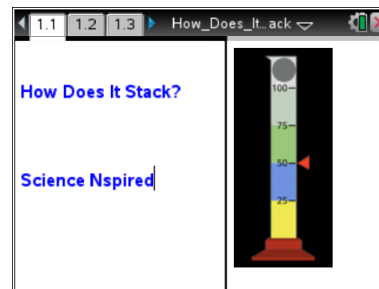 1.1 1.2 1.3 How_Does_It…ack
How Does It Stack?
Science Nspired
100
75
50
25